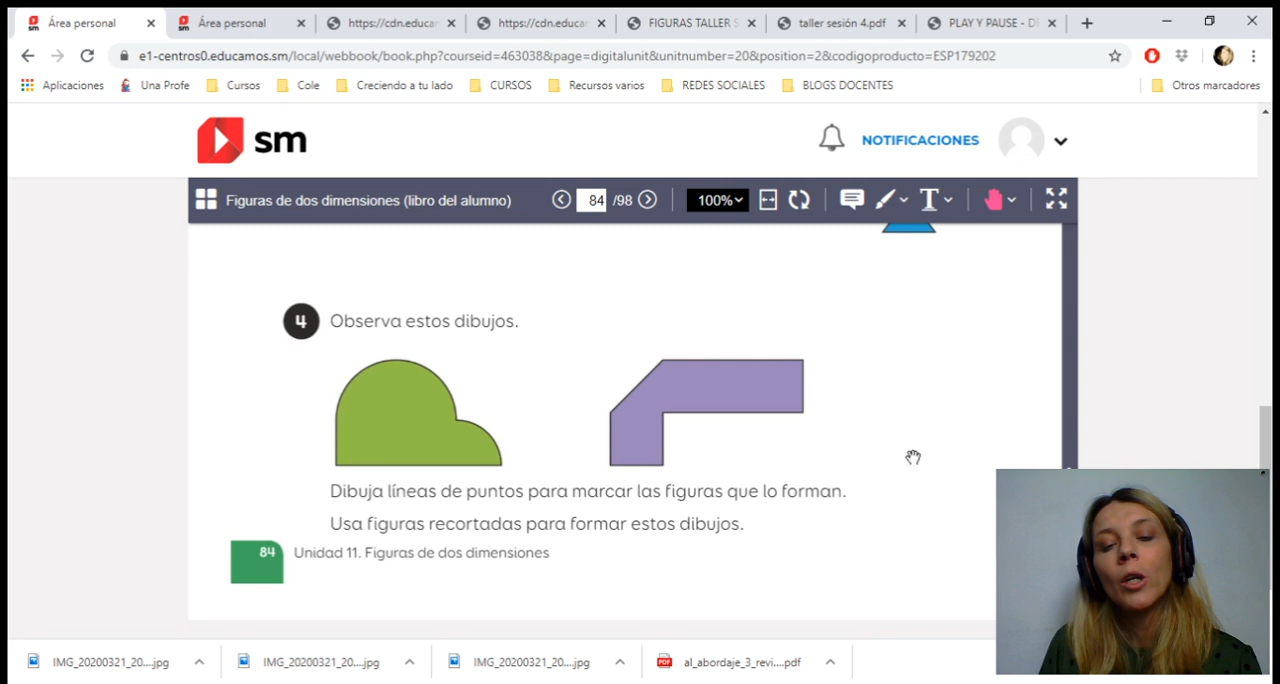 Área personal
Área personal
https://cdn.educar
https://cdn.educa
FIGURAS TALLER S
taller sesión 4.pdf
PLAY Y PAUSE - DE
e1-centros0.educamos.sm/local/webbook/book.php?courseid=463038&page=digitalunit&unitnumber=20&position=2&codigoproducto=ESP179202
Aplicaciones
Una Profe
Cursos
Cole
Creciendo a tu lado
CURSOS
Recursos varios
REDES SOCIALES
BLOGS DOCENTES
Otros marcadores
sm
NOTIFICACIONES
Figuras de dos dimensiones (libro del alumno)
84 /98
100%
T
4 Observa estos dibujos.
Dibuja líneas de puntos para marcar las figuras que lo forman.
Usa figuras recortadas para formar estos dibujos.
84 Unidad 11. Figuras de dos dimensiones
IMG_20200321_20....jpg
IMG_20200321_20....jpg
IMG_20200321_20....jpg
PDF
al_abordaje_3_revi....pdf